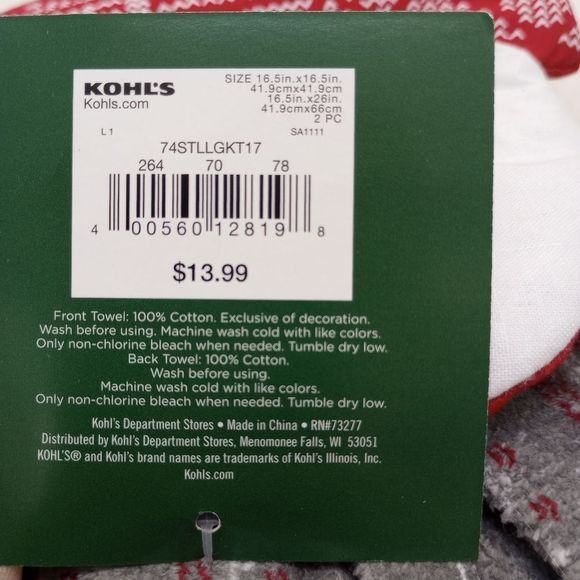 KOHL'S
Kohls.com
SIZE 16.5in.x16.5in.
41.9cmx41.9cm
16.5in.x26in.
41.9cmx66cm
2 PC
L1 SA1111
74STLLGKT17
264 70 78
4 00560 12819 8
$13.99
Front Towel: 100% Cotton. Exclusive of decoration.
Wash before using. Machine wash cold with like colors.
Only non-chlorine bleach when needed. Tumble dry low.
Back Towel: 100% Cotton.
Wash before using.
Machine wash cold with like colors.
Only non-chlorine bleach when needed. Tumble dry low.
Kohl's Department Stores • Made in China • RN#73277
Distributed by Kohl's Department Stores, Menomonee Falls, WI 53051
KOHL'S® and Kohl's brand names are trademarks of Kohl's Illinois, Inc.
Kohls.com